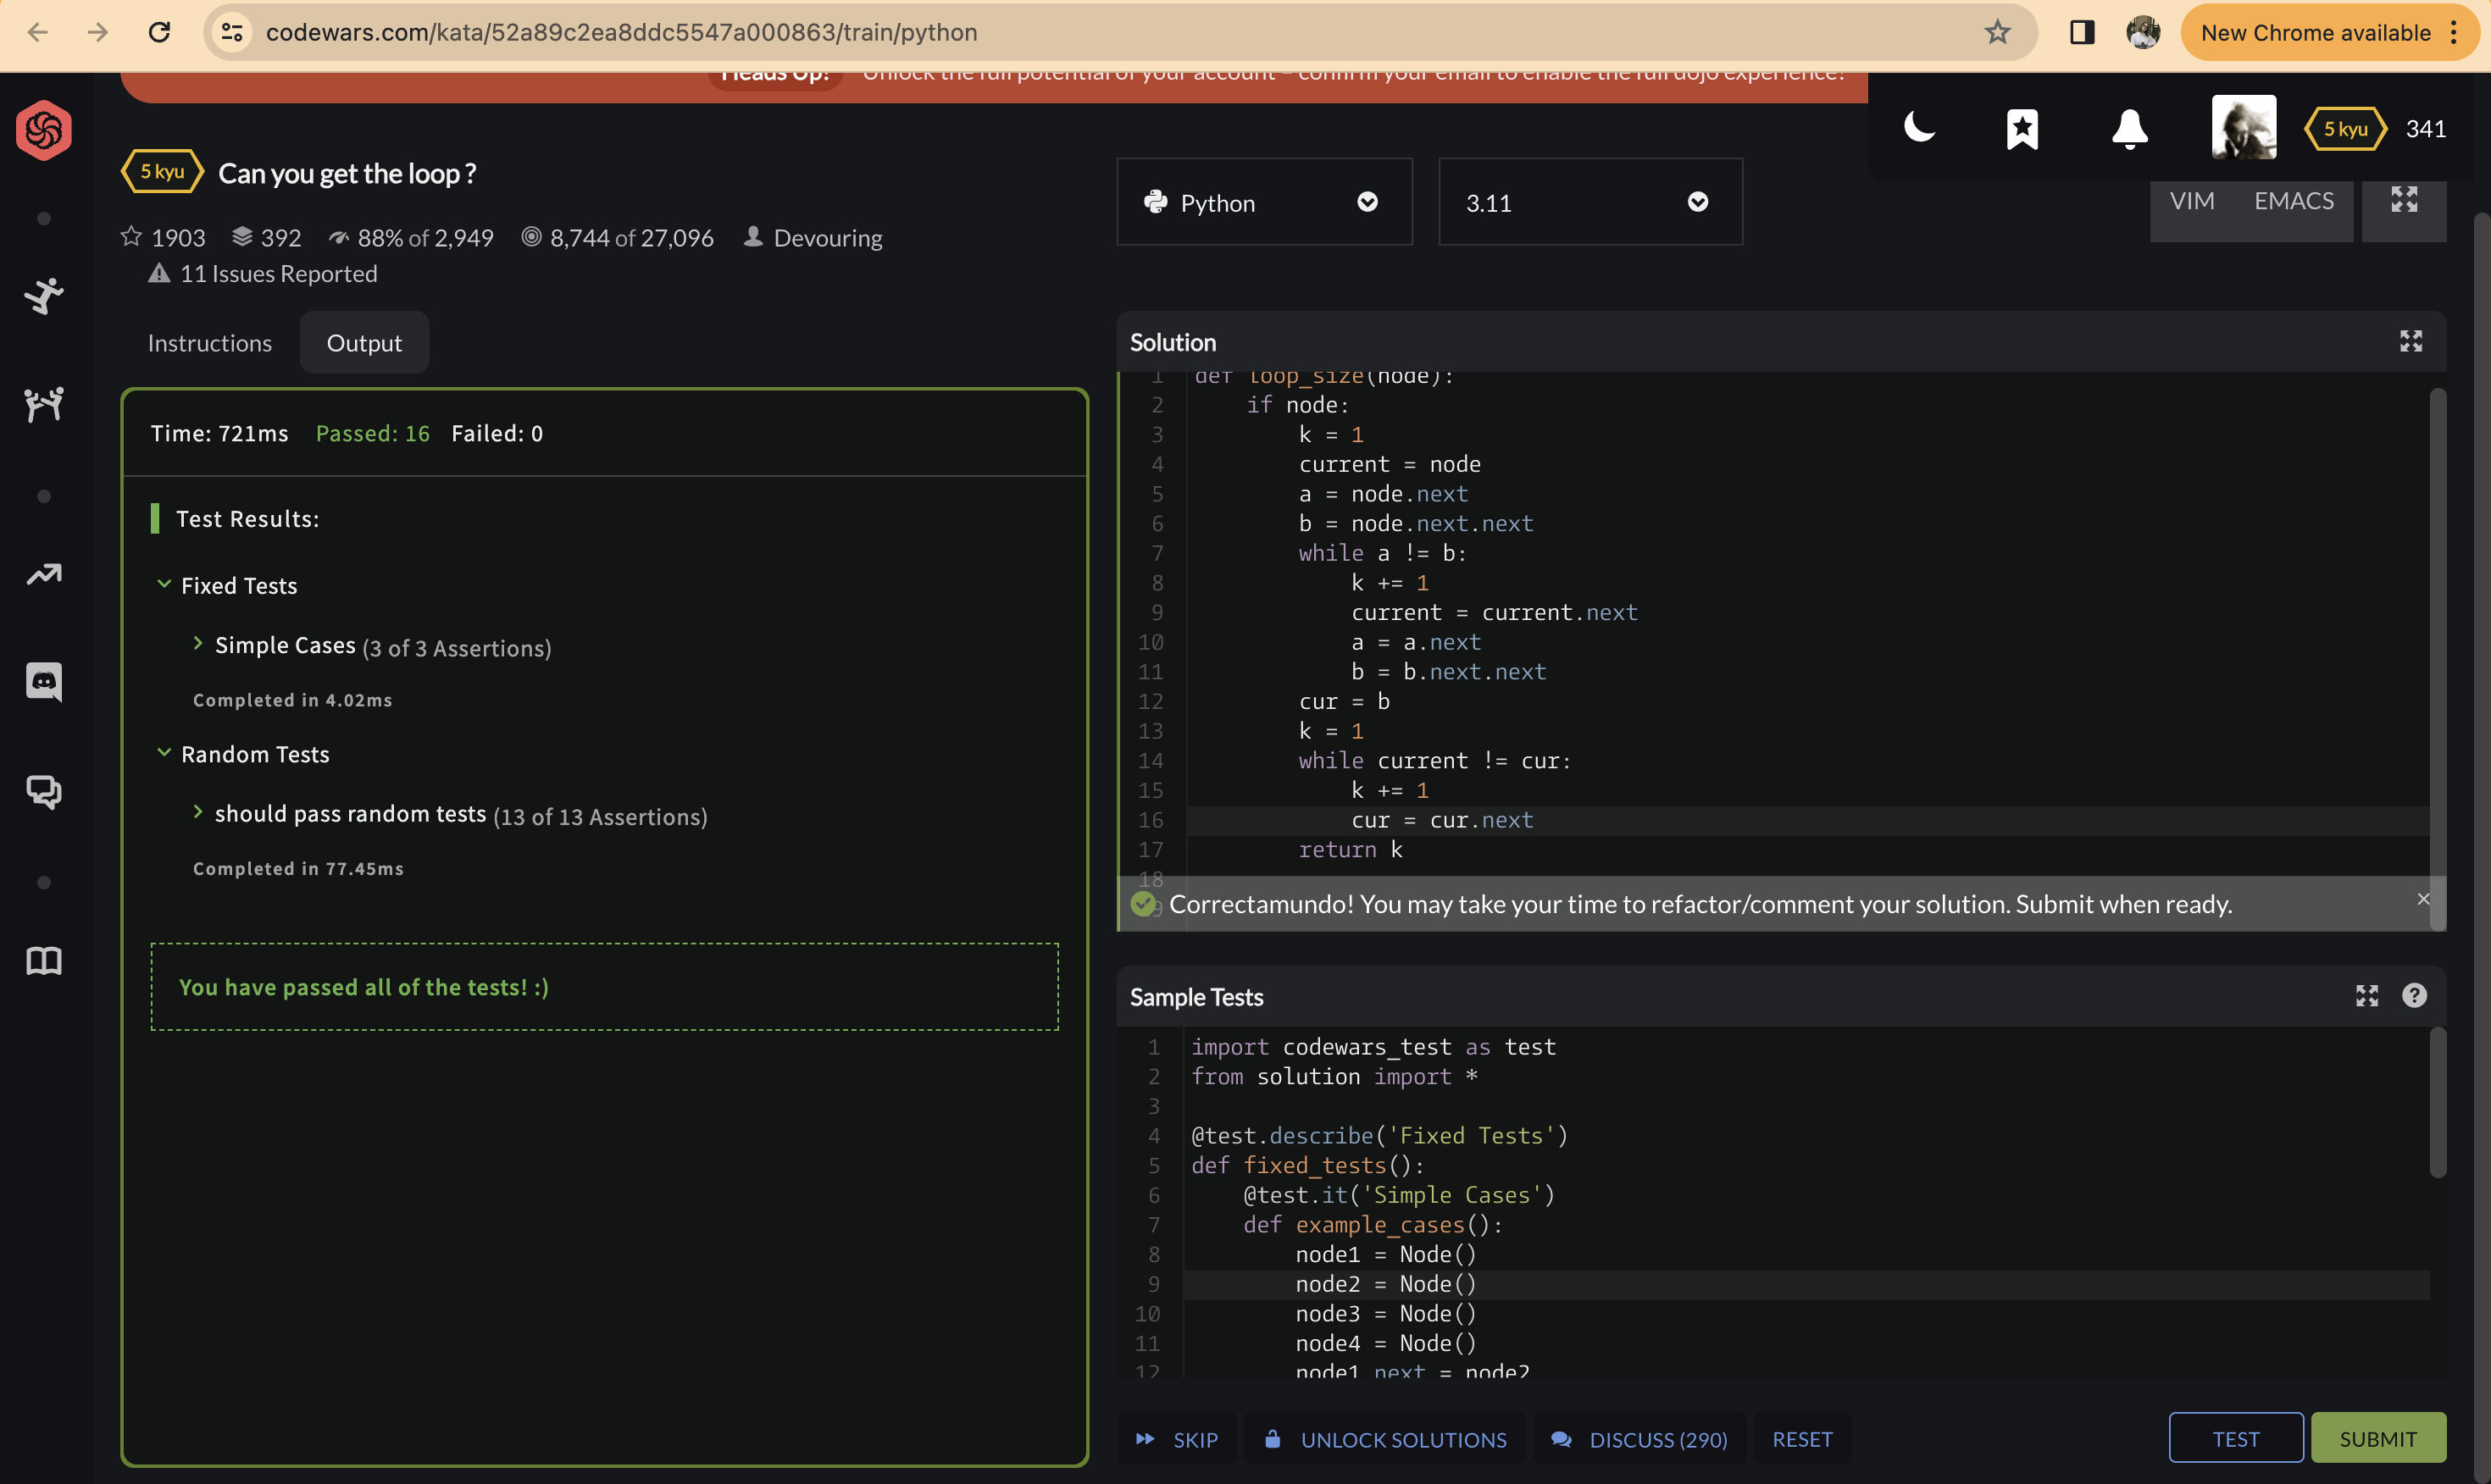 codewars.com/kata/52a89c2ea8ddc5547a000863/train/python
New Chrome available
Heads Up! Unlock the full potential of your account – confirm your email to enable the full dojo experience!
5 kyu 341
5 kyu Can you get the loop ?
1903 392 88% of 2,949 8,744 of 27,096 Devouring
11 Issues Reported
Python 3.11
VIM EMACS
Instructions Output
Time: 721ms Passed: 16 Failed: 0
Test Results:
Fixed Tests
Simple Cases (3 of 3 Assertions)
Completed in 4.02ms
Random Tests
should pass random tests (13 of 13 Assertions)
Completed in 77.45ms
You have passed all of the tests! :)
Solution
1 def loop_size(node):
2     if node:
3         k = 1
4         current = node
5         a = node.next
6         b = node.next.next
7         while a != b:
8             k += 1
9             current = current.next
10             a = a.next
11             b = b.next.next
12         cur = b
13         k = 1
14         while current != cur:
15             k += 1
16             cur = cur.next
17         return k
18
Correctamundo! You may take your time to refactor/comment your solution. Submit when ready.
Sample Tests
1 import codewars_test as test
2 from solution import *
3
4 @test.describe('Fixed Tests')
5 def fixed_tests():
6     @test.it('Simple Cases')
7     def example_cases():
8         node1 = Node()
9         node2 = Node()
10         node3 = Node()
11         node4 = Node()
12         node1.next = node2
SKIP UNLOCK SOLUTIONS DISCUSS (290) RESET TEST SUBMIT